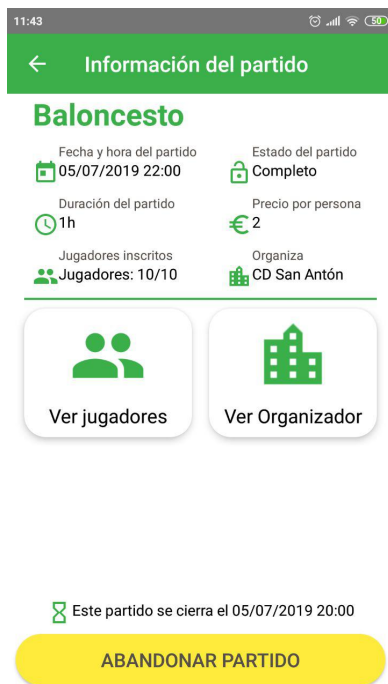 11:43
50
Información del partido
Baloncesto
Fecha y hora del partido
05/07/2019 22:00
Estado del partido
Completo
Duración del partido
1h
Precio por persona
2
Jugadores inscritos
Jugadores: 10/10
Organiza
CD San Antón
Ver jugadores
Ver Organizador
Este partido se cierra el 05/07/2019 20:00
ABANDONAR PARTIDO